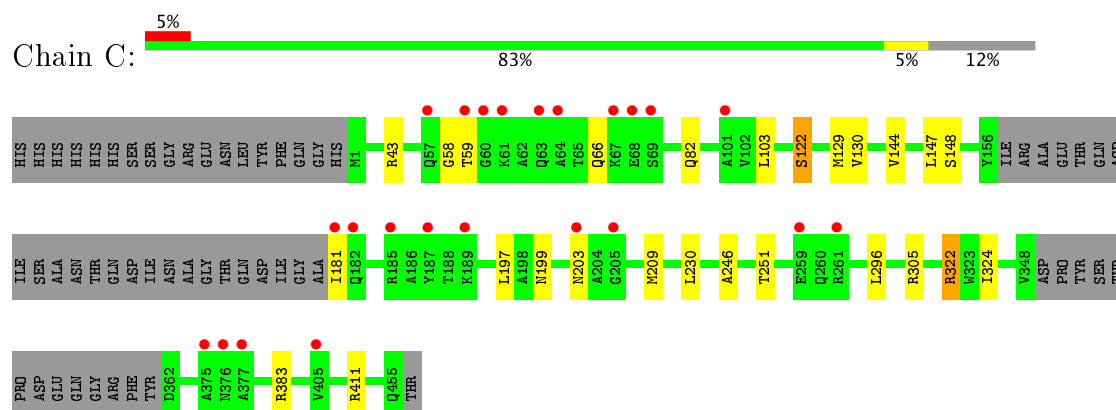 5%
Chain C:
83% 5% 12%
HIS HIS HIS HIS HIS HIS HIS SER SER GLY ARG GLU ASN LEU TYR PHE GLN GLY HIS M1 R43 Q57 G58 T59 G60 K61 A62 Q63 A64 T65 Q66 K67 E68 S69 Q82 A101 V102 L103 S122 M129 V130 V144 L147 S148 Y156 ILE ARG ALA GLU THR GLN ASP
ILE SER ALA ASN THR GLN ASP ILE ASN ALA GLY THR GLN ASP ILE GLY ALA I181 Q182 R185 A186 Y187 T188 K189 L197 A198 N199 N203 A204 G205 M209 L230 A246 T251 E259 Q260 R261 L296 R305 R322 W323 I324 V348 ASP PRO TYR SER THR
PRO ASP GLU GLN GLY ARG PHE TYR D362 A375 N376 A377 R383 V405 R411 Q455 THR